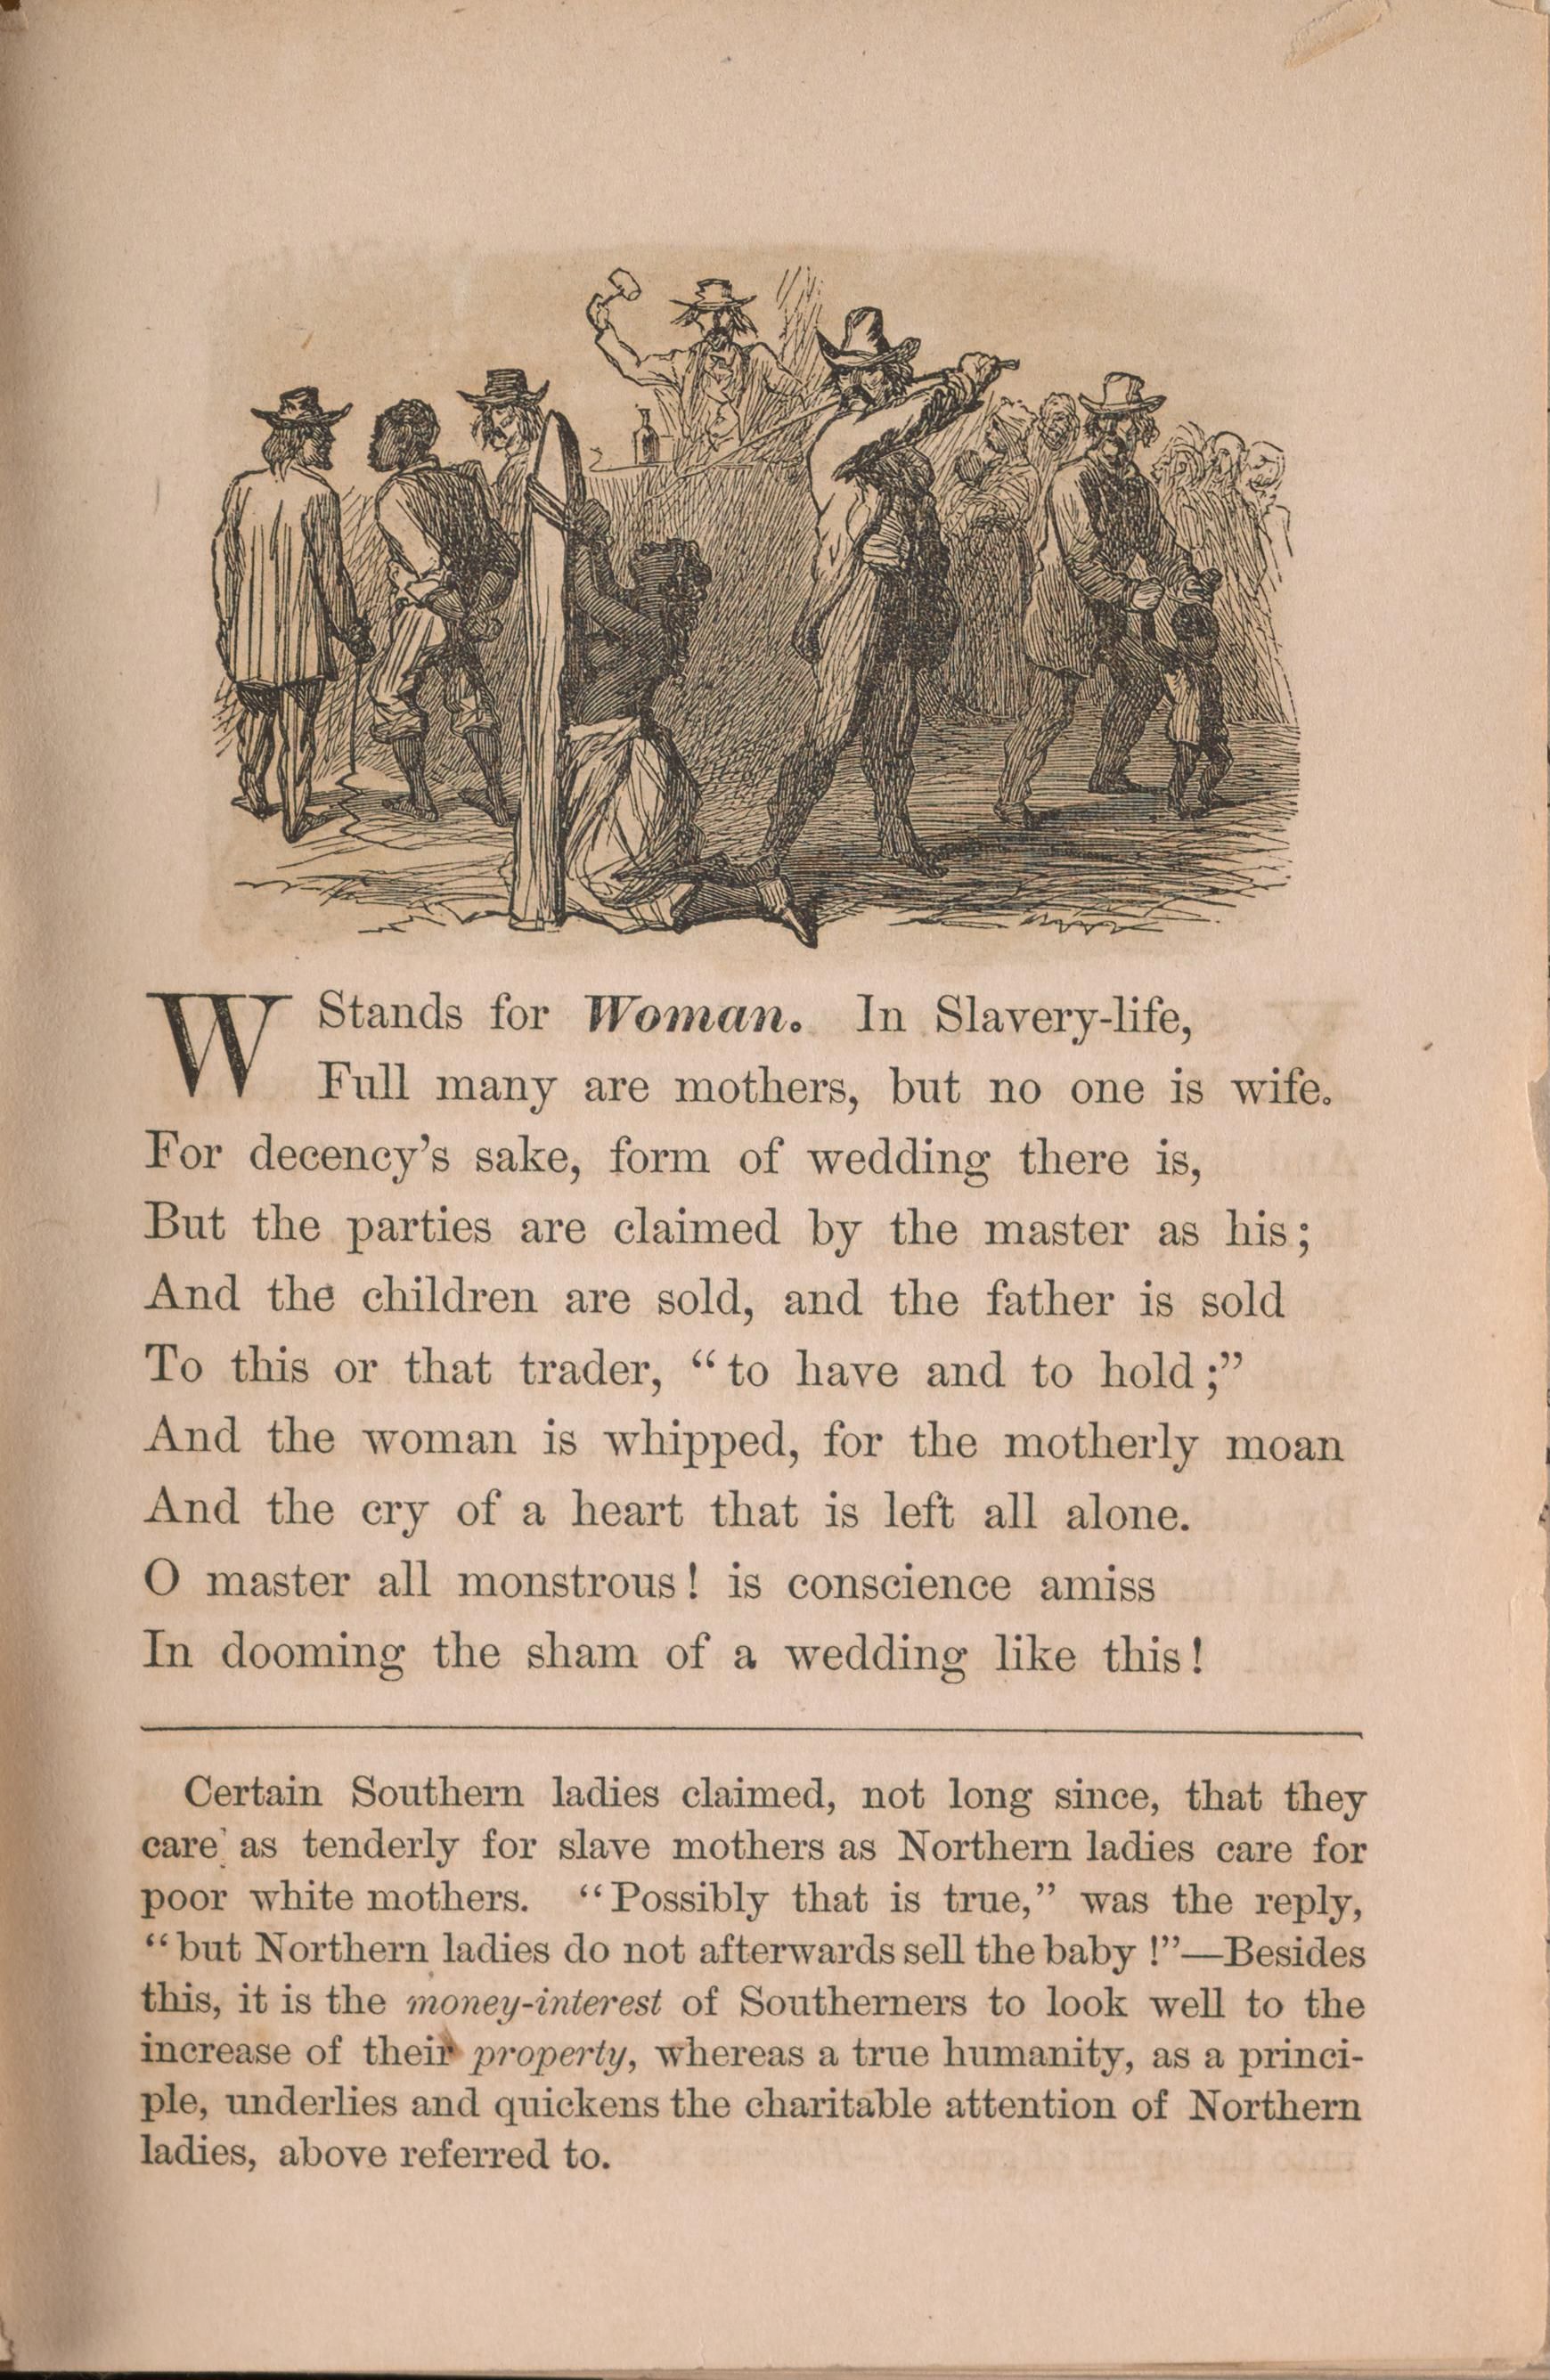 W Stands for Woman. In Slavery-life,
Full many are mothers, but no one is wife.
For decency's sake, form of wedding there is,
But the parties are claimed by the master as his;
And the children are sold, and the father is sold
To this or that trader, “to have and to hold;”
And the woman is whipped, for the motherly moan
And the cry of a heart that is left all alone.
O master all monstrous! is conscience amiss
In dooming the sham of a wedding like this!
Certain Southern ladies claimed, not long since, that they
care as tenderly for slave mothers as Northern ladies care for
poor white mothers. “Possibly that is true,” was the reply,
“but Northern ladies do not afterwards sell the baby!”—Besides
this, it is the money-interest of Southerners to look well to the
increase of their property, whereas a true humanity, as a princi-
ple, underlies and quickens the charitable attention of Northern
ladies, above referred to.